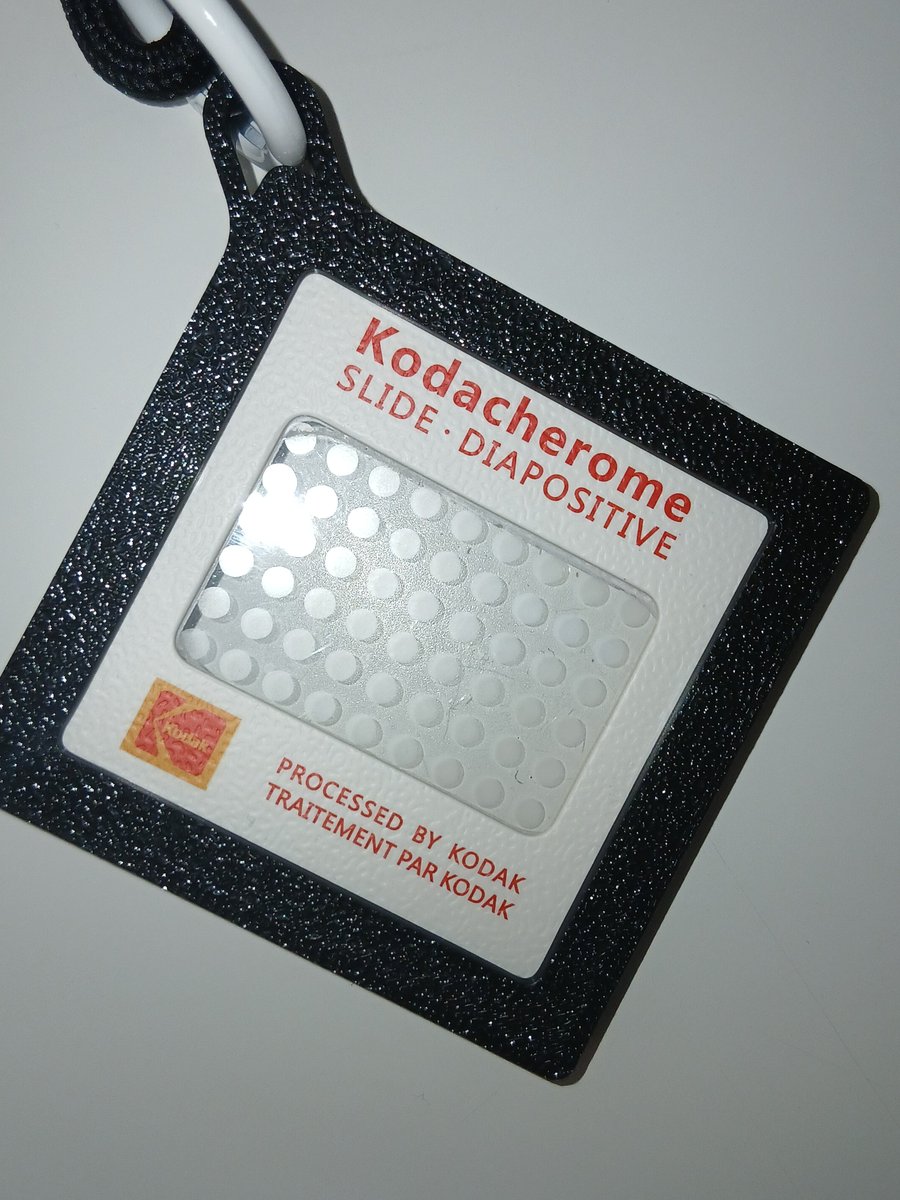 Kodacherome
SLIDE · DIAPOSITIVE
Kodak
PROCESSED BY KODAK
TRAITEMENT PAR KODAK